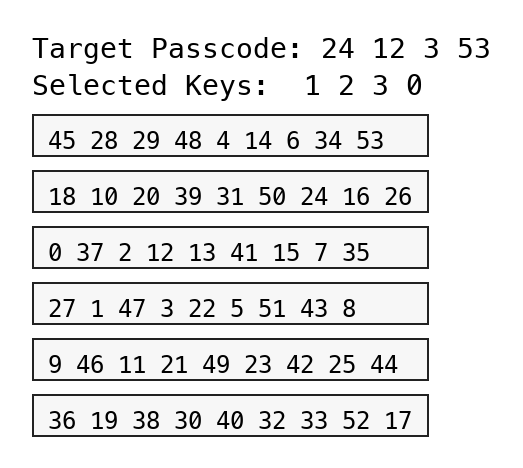 Target Passcode: 24 12 3 53
Selected Keys: 1 2 3 0
45 28 29 48 4 14 6 34 53
18 10 20 39 31 50 24 16 26
0 37 2 12 13 41 15 7 35
27 1 47 3 22 5 51 43 8
9 46 11 21 49 23 42 25 44
36 19 38 30 40 32 33 52 17